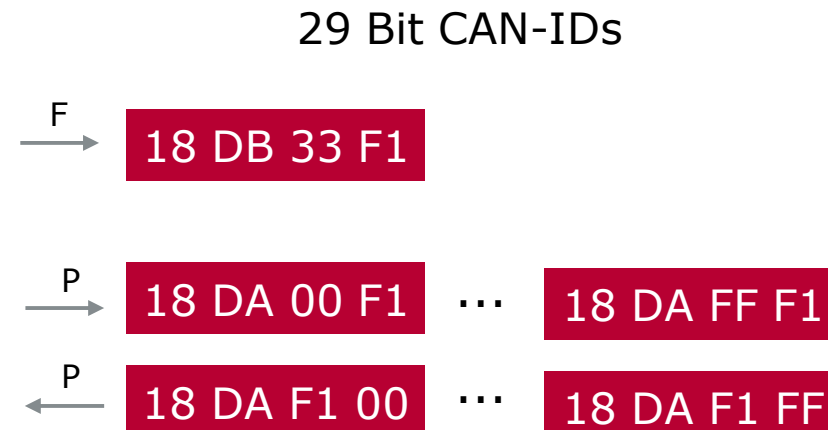 29 Bit CAN-IDs
F
18 DB 33 F1
P
18 DA 00 F1 ... 18 DA FF F1
P
18 DA F1 00 ... 18 DA F1 FF